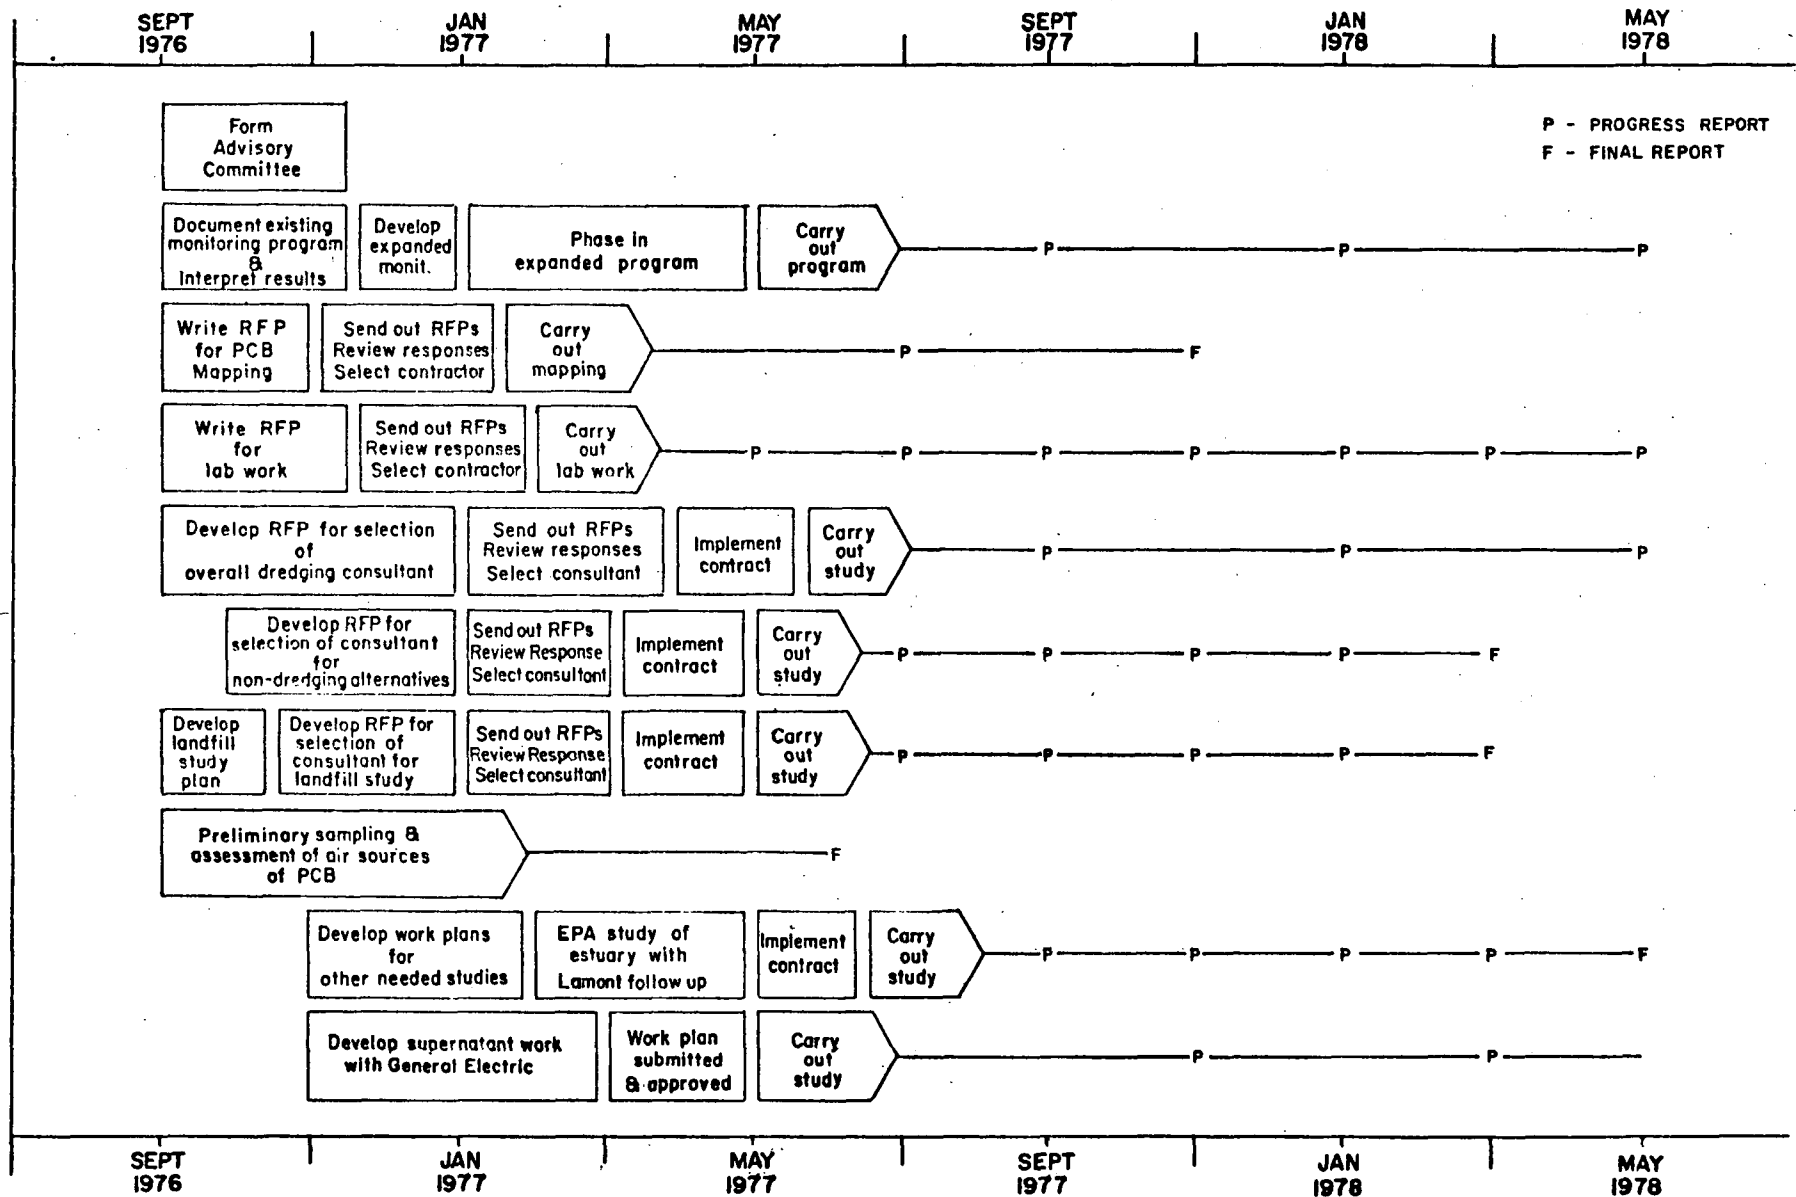 SEPT JAN MAY SEPT JAN MAY
1976 1977 1977 1977 1978 1978
P - PROGRESS REPORT
F - FINAL REPORT
Form
Advisory
Committee
Document existing
monitoring program
&
Interpret results
Develop
expanded
monit.
Phase in
expanded program
Carry
out
program
P P P
Write RFP
for PCB
Mapping
Send out RFPs
Review responses
Select contractor
Carry
out
mapping
P F
Write RFP
for
lab work
Send out RFPs
Review responses
Select contractor
Carry
out
lab work
P P P P P P P
Develop RFP for selection
of
overall dredging consultant
Send out RFPs
Review responses
Select consultant
Implement
contract
Carry
out
study
P P P
Develop RFP for
selection of consultant
for
non-dredging alternatives
Send out RFPs
Review Response
Select consultant
Implement
contract
Carry
out
study
P P P P F
Develop
landfill
study
plan
Develop RFP for
selection of
consultant for
landfill study
Send out RFPs
Review Response
Select consultant
Implement
contract
Carry
out
study
P P P P F
Preliminary sampling &
assessment of air sources
of PCB
F
Develop work plans
for
other needed studies
EPA study of
estuary with
Lamont follow up
Implement
contract
Carry
out
study
P P P P F
Develop supernatant work
with General Electric
Work plan
submitted
& approved
Carry
out
study
P P
SEPT JAN MAY SEPT JAN MAY
1976 1977 1977 1977 1978 1978